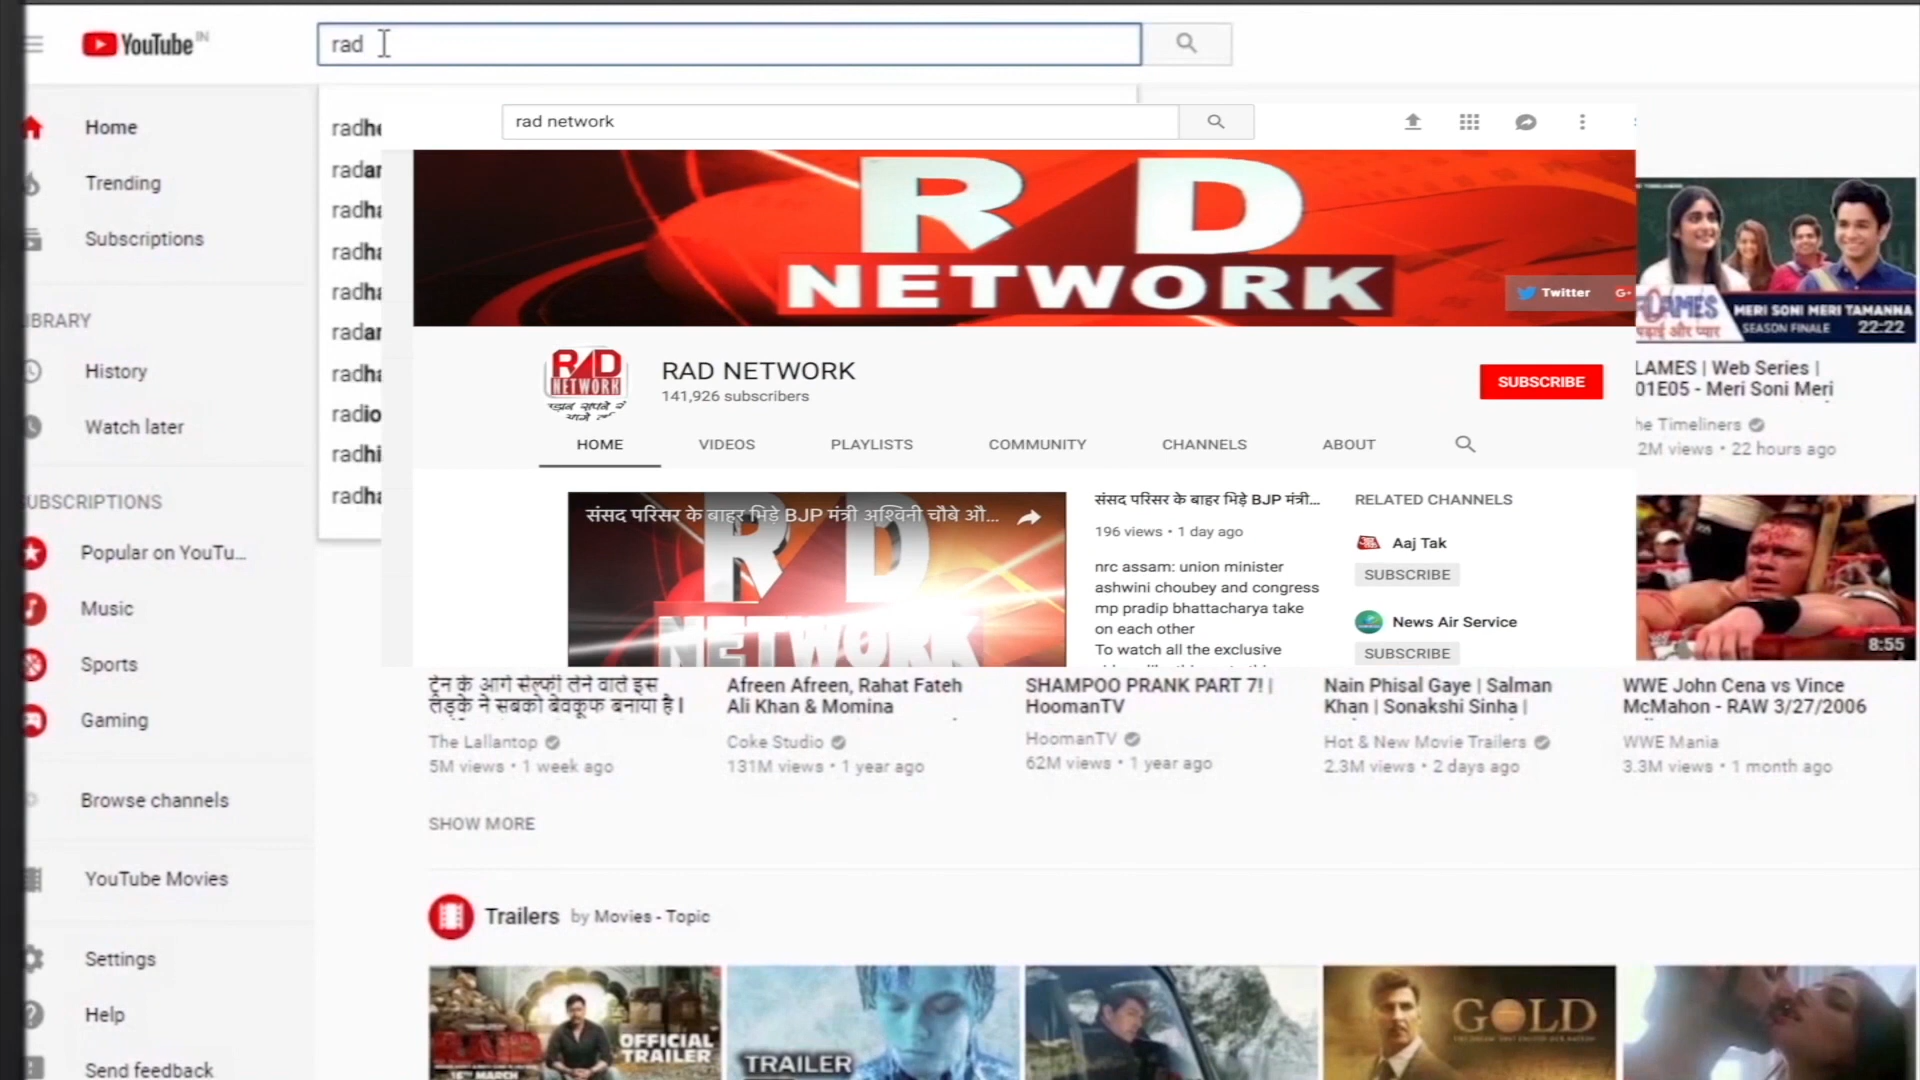 YouTube IN
rad
Home
Trending
Subscriptions
History
Watch later
Popular on YouTu...
Music
Sports
Gaming
Browse channels
YouTube Movies
Settings
Help
Send feedback
rad network
NETWORK
Twitter
G+
RAD NETWORK
141,926 subscribers
SUBSCRIBE
HOME
VIDEOS
PLAYLISTS
COMMUNITY
CHANNELS
ABOUT
संसद परिसर के बाहर भिड़े BJP मंत्री अश्विनी चौबे औ...
NETWORK
संसद परिसर के बाहर भिड़े BJP मंत्री...
196 views • 1 day ago
nrc assam: union minister
ashwini choubey and congress
mp pradip bhattacharya take
on each other
To watch all the exclusive
RELATED CHANNELS
Aaj Tak
SUBSCRIBE
News Air Service
SUBSCRIBE
MERI SONI MERI TAMANNA
SEASON FINALE
22:22
LAMES | Web Series |
01E05 - Meri Soni Meri
he Timeliners
2M views • 22 hours ago
8:55
ट्रेन के आगे सेल्फी लेने वाले इस
लड़के ने सबको बेवकूफ बनाया है।
The Lallantop
5M views • 1 week ago
Afreen Afreen, Rahat Fateh
Ali Khan & Momina
Coke Studio
131M views • 1 year ago
SHAMPOO PRANK PART 7! |
HoomanTV
HoomanTV
62M views • 1 year ago
Nain Phisal Gaye | Salman
Khan | Sonakshi Sinha |
Hot & New Movie Trailers
2.3M views • 2 days ago
WWE John Cena vs Vince
McMahon - RAW 3/27/2006
WWE Mania
3.3M views • 1 month ago
SHOW MORE
Trailers by Movies - Topic
OFFICIAL
TRAILER
16TH MARCH
TRAILER
GOLD